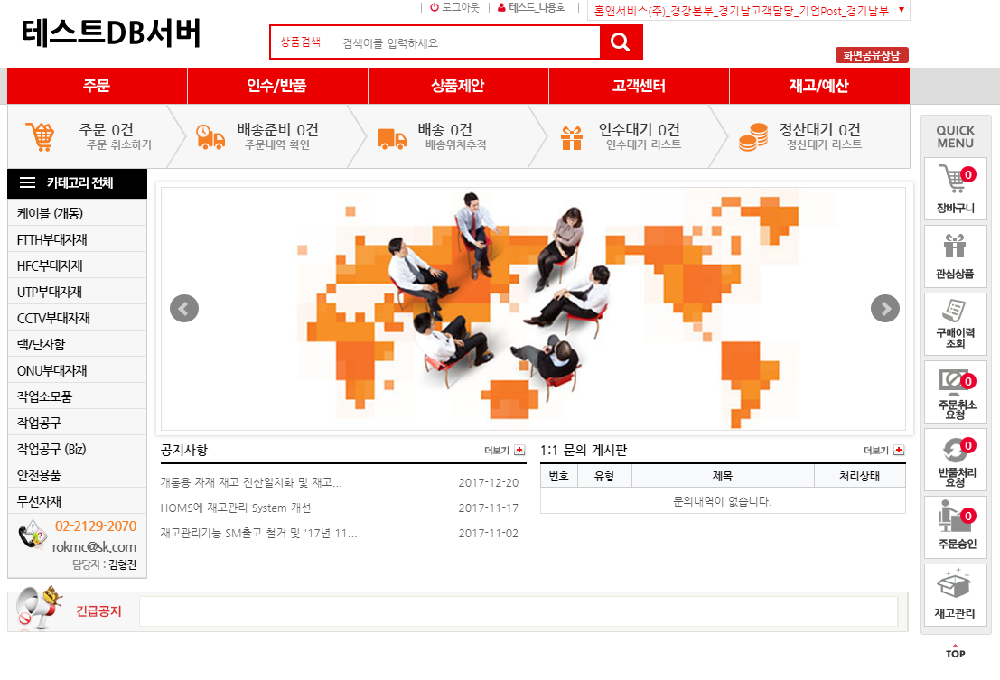 로그아웃
테스트_나용호
홈앤서비스(주)_경강본부_경기남고객담당_기업Post_경기남부
테스트DB서버
상품검색
검색어를 입력하세요
화면공유상담
주문
인수/반품
상품제안
고객센터
재고/예산
주문 0건
- 주문 취소하기
배송준비 0건
- 주문내역 확인
배송 0건
- 배송위치추적
인수대기 0건
- 인수대기 리스트
정산대기 0건
- 정산대기 리스트
카테고리 전체
케이블 (개통)
FTTH부대자재
HFC부대자재
UTP부대자재
CCTV부대자재
랙/단자함
ONU부대자재
작업소모품
작업공구
작업공구 (Biz)
안전용품
무선자재
02-2129-2070
rokmc@sk.com
담당자 : 김형진
공지사항
더보기
개통용 자재 재고 전산일치화 및 재고...
2017-12-20
HOMS에 재고관리 System 개선
2017-11-17
재고관리기능 SM출고 철거 및 '17년 11...
2017-11-02
1:1 문의 게시판
더보기
번호
유형
제목
처리상태
문의내역이 없습니다.
긴급공지
QUICK
MENU
0
장바구니
관심상품
구매이력
조회
0
주문취소
요청
0
반품처리
요청
0
주문승인
재고관리
TOP